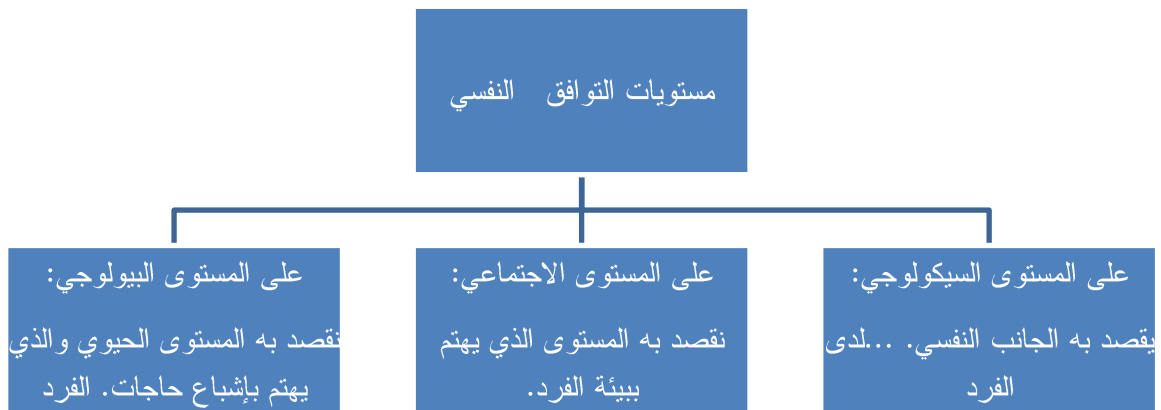 مستويات التوافق النفسي
على المستوى السيكولوجي:
يقصد به الجانب النفسي. ...لدى
الفرد
على المستوى الاجتماعي:
نقصد به المستوى الذي يهتم
ببيئة الفرد.
على المستوى البيولوجي:
نقصد به المستوى الحيوي والذي
يهتم بإشباع حاجات. الفرد